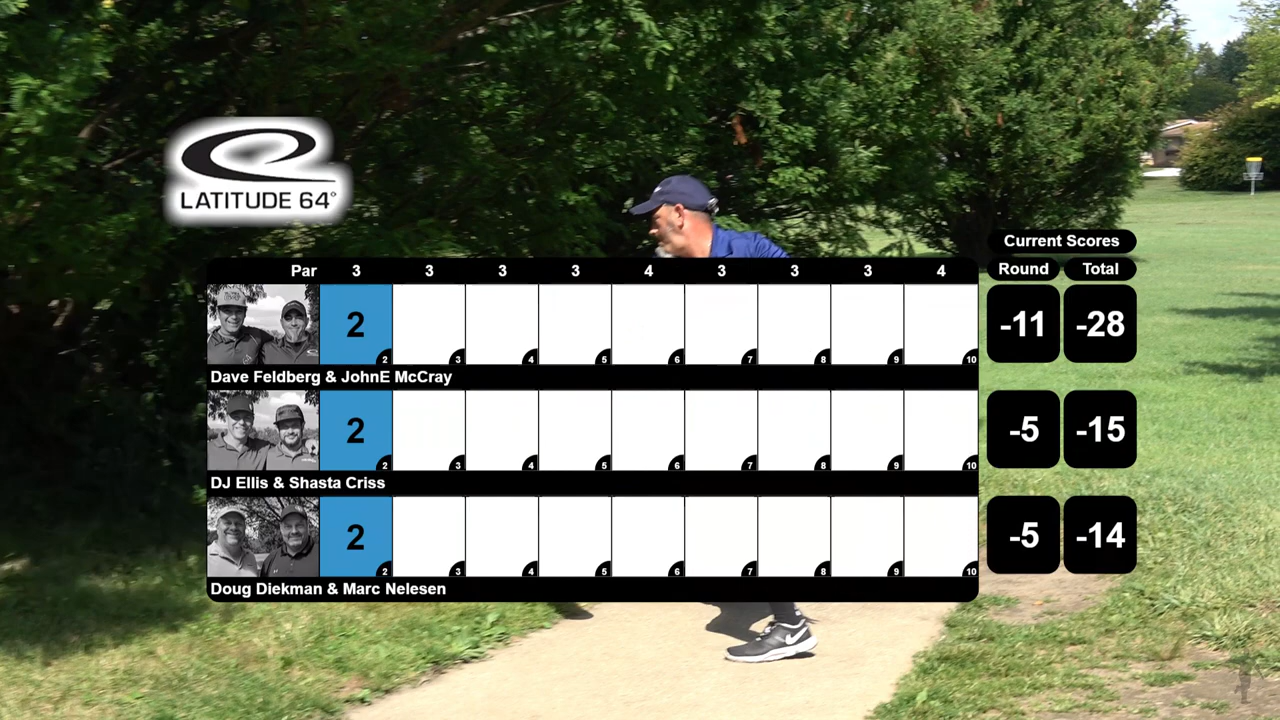 LATITUDE 64°
Current Scores
Par 3 3 3 3 4 3 3 3 4 Round Total
2 -11 -28
2 3 4 5 6 7 8 9 10
Dave Feldberg & JohnE McCray
2 -5 -15
2 3 4 5 6 7 8 9 10
DJ Ellis & Shasta Criss
2 -5 -14
2 3 4 5 6 7 8 9 10
Doug Diekman & Marc Nelesen